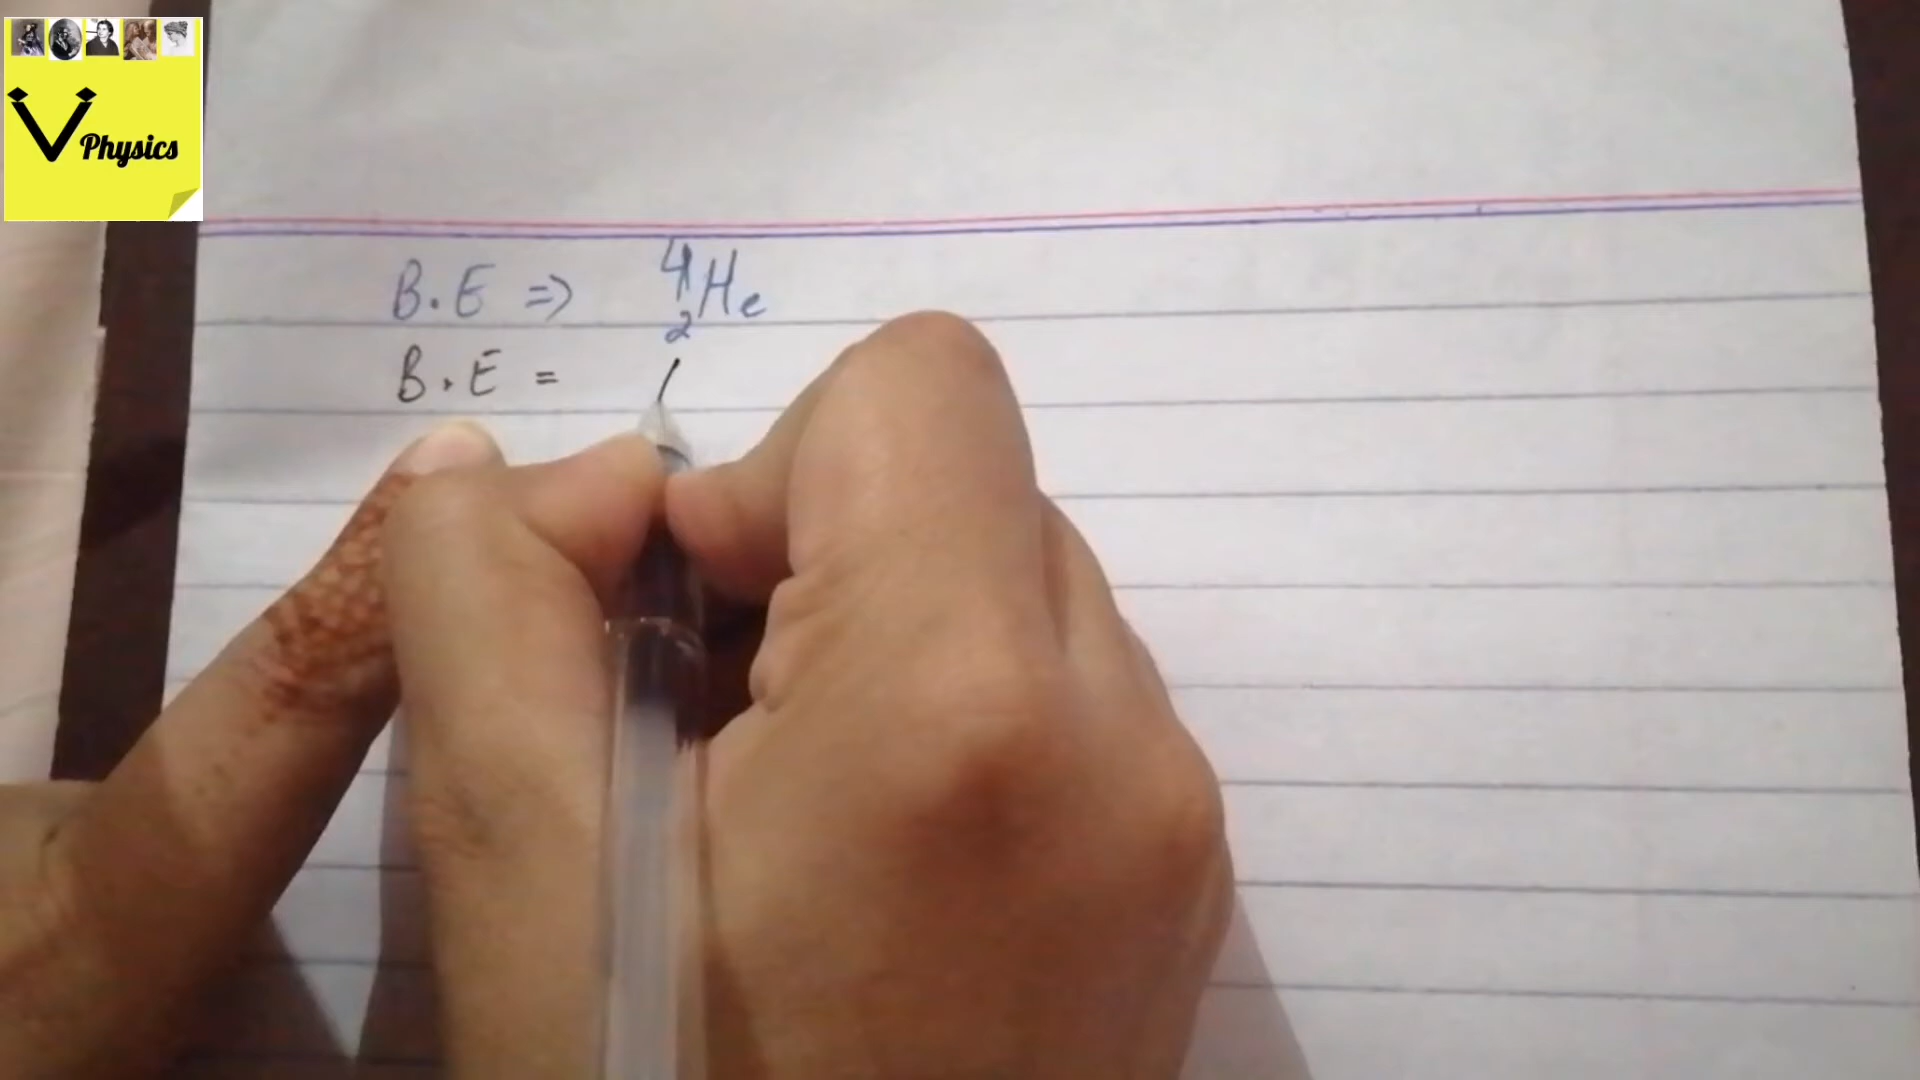 V Physics
B.E => ⁴₂He
B.E =